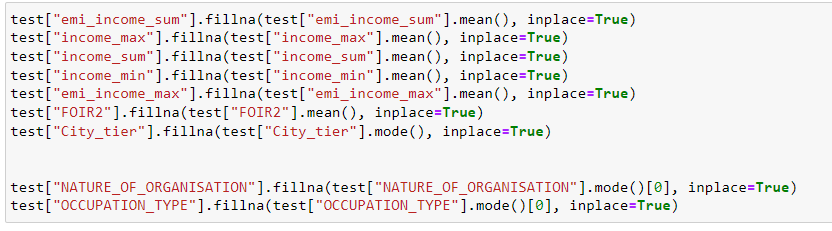 test["emi_income_sum"].fillna(test["emi_income_sum"].mean(), inplace=True)
test["income_max"].fillna(test["income_max"].mean(), inplace=True)
test["income_sum"].fillna(test["income_sum"].mean(), inplace=True)
test["income_min"].fillna(test["income_min"].mean(), inplace=True)
test["emi_income_max"].fillna(test["emi_income_max"].mean(), inplace=True)
test["FOIR2"].fillna(test["FOIR2"].mean(), inplace=True)
test["City_tier"].fillna(test["City_tier"].mode(), inplace=True)
test["NATURE_OF_ORGANISATION"].fillna(test["NATURE_OF_ORGANISATION"].mode()[0], inplace=True)
test["OCCUPATION_TYPE"].fillna(test["OCCUPATION_TYPE"].mode()[0], inplace=True)